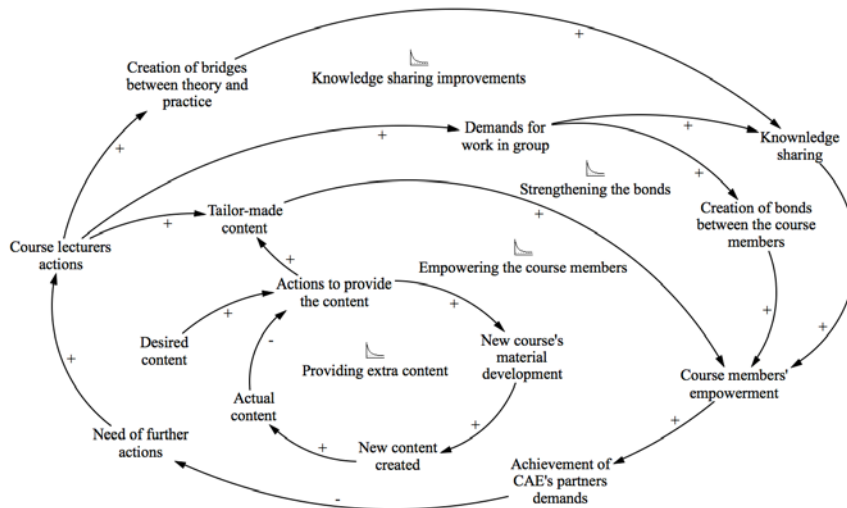 +
Creation of bridges
between theory and
practice
Knowledge sharing improvements
+
Demands for
work in group
+
Knownledge
sharing
+
Strengthening the bonds
+
Tailor-made
content
+
Creation of bonds
between the course
members
Course lecturers
actions
+
Empowering the course members
+
Actions to provide
the content
+
+
Desired
content
+
-
New course's
material
development
+
+
Providing extra content
Course members'
empowerment
+
Actual
content
+
+
+
Need of further
actions
New content
created
Achievement of
CAE's partners
demands
-